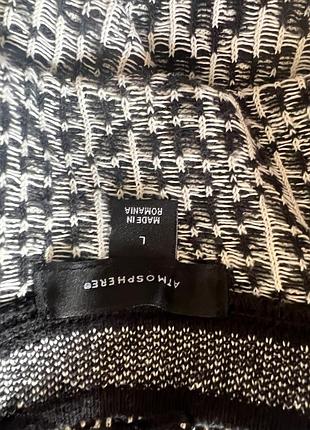 ATMOSPHERE®
L
MADE IN
ROMANIA